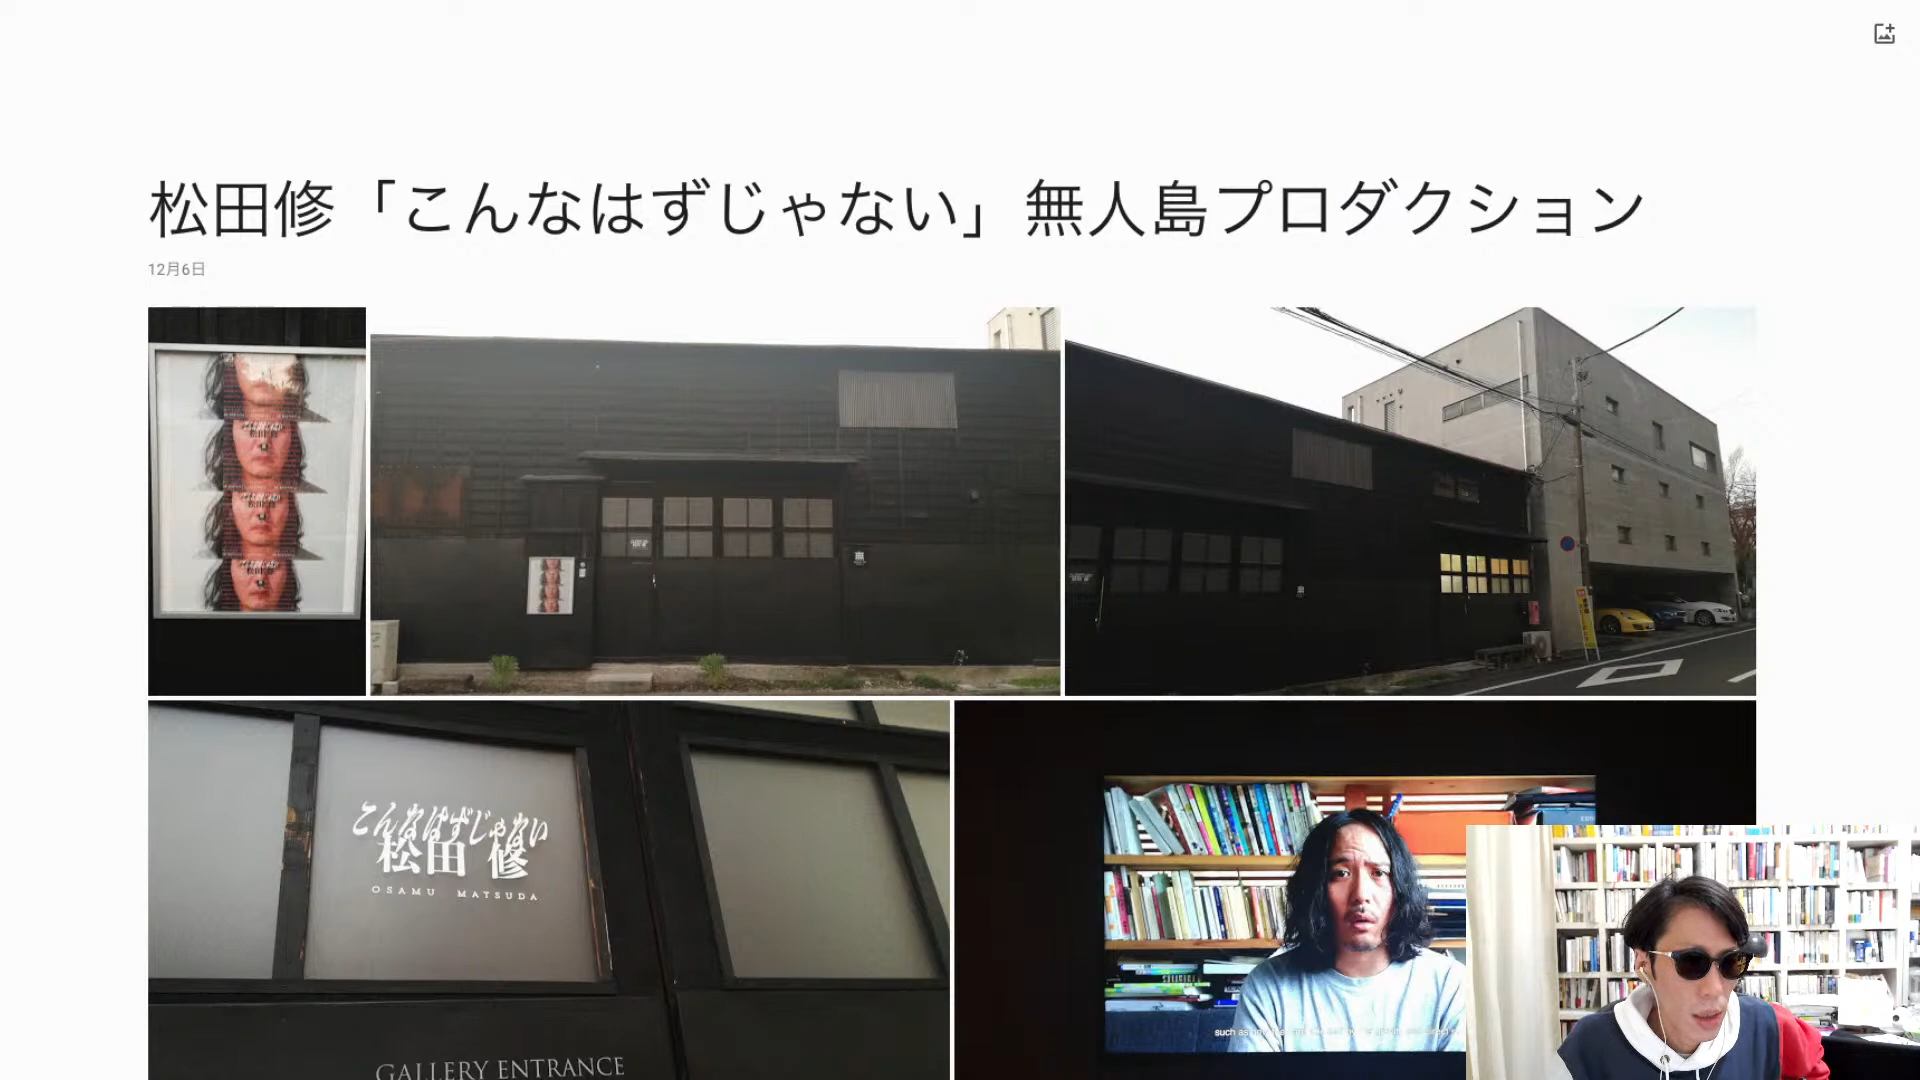 松田修「こんなはずじゃない」無人島プロダクション
12月6日
こんなはずじゃない
松田 修
OSAMU MATSUDA
GALLERY ENTRANCE
such as